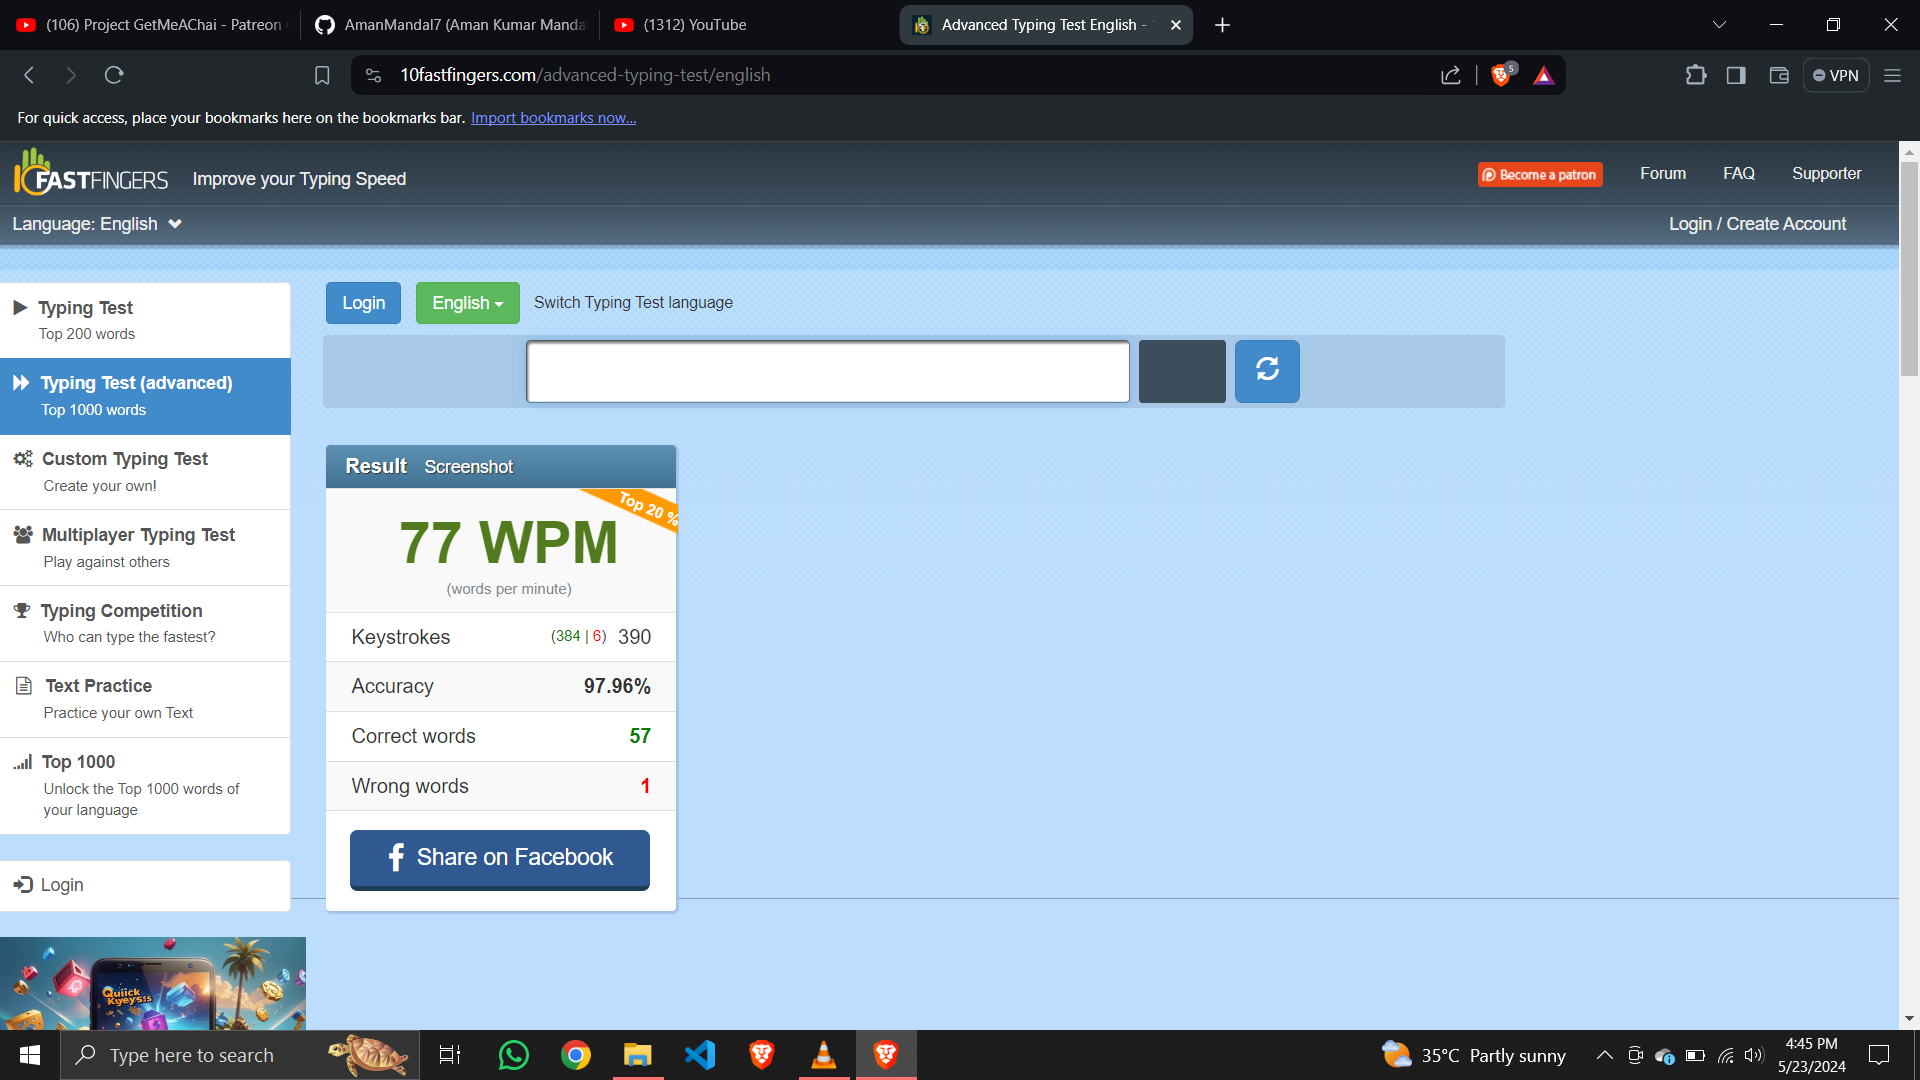 (106) Project GetMeAChai - Patreon
AmanMandal7 (Aman Kumar Manda
(1312) YouTube
Advanced Typing Test English -
10fastfingers.com/advanced-typing-test/english
5
VPN
For quick access, place your bookmarks here on the bookmarks bar. Import bookmarks now...
10FASTFINGERS
Improve your Typing Speed
Become a patron
Forum
FAQ
Supporter
Language: English
Login / Create Account
Typing Test
Top 200 words
Typing Test (advanced)
Top 1000 words
Custom Typing Test
Create your own!
Multiplayer Typing Test
Play against others
Typing Competition
Who can type the fastest?
Text Practice
Practice your own Text
Top 1000
Unlock the Top 1000 words of
your language
Login
Login
English
Switch Typing Test language
Result Screenshot
Top 20 %
77 WPM
(words per minute)
Keystrokes (384 | 6) 390
Accuracy 97.96%
Correct words 57
Wrong words 1
Share on Facebook
Quiick
Kyeysss
Type here to search
35°C Partly sunny
4:45 PM
5/23/2024